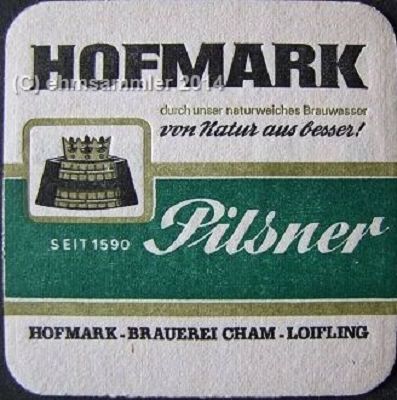 HOFMARK
(C) ehmsammler 2014
durch unser naturweiches Brauwasser
von Natur aus besser!
SEIT 1590
Pilsner
HOFMARK - BRAUEREI CHAM - LOIFLING